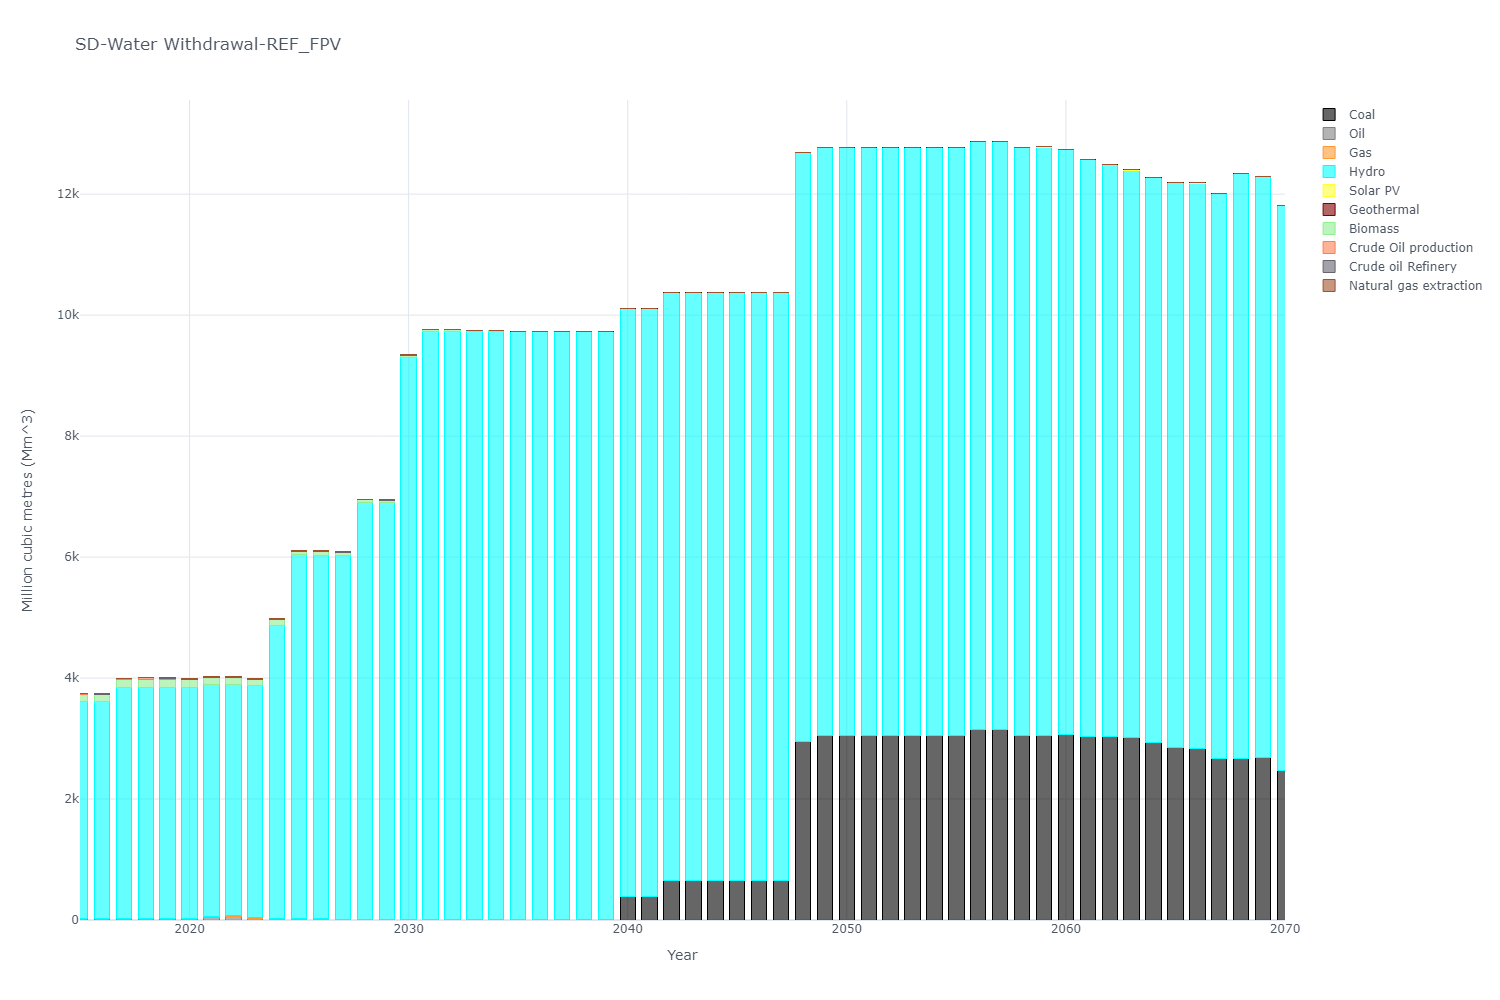 SD-Water Withdrawal-REF_FPV
Coal
Oil
Gas
Hydro
Solar PV
Geothermal
Biomass
Crude Oil production
Crude oil Refinery
Natural gas extraction
12k
10k
8k
6k
4k
2k
0
Million cubic metres (Mm^3)
2020
2030
2040
2050
2060
2070
Year